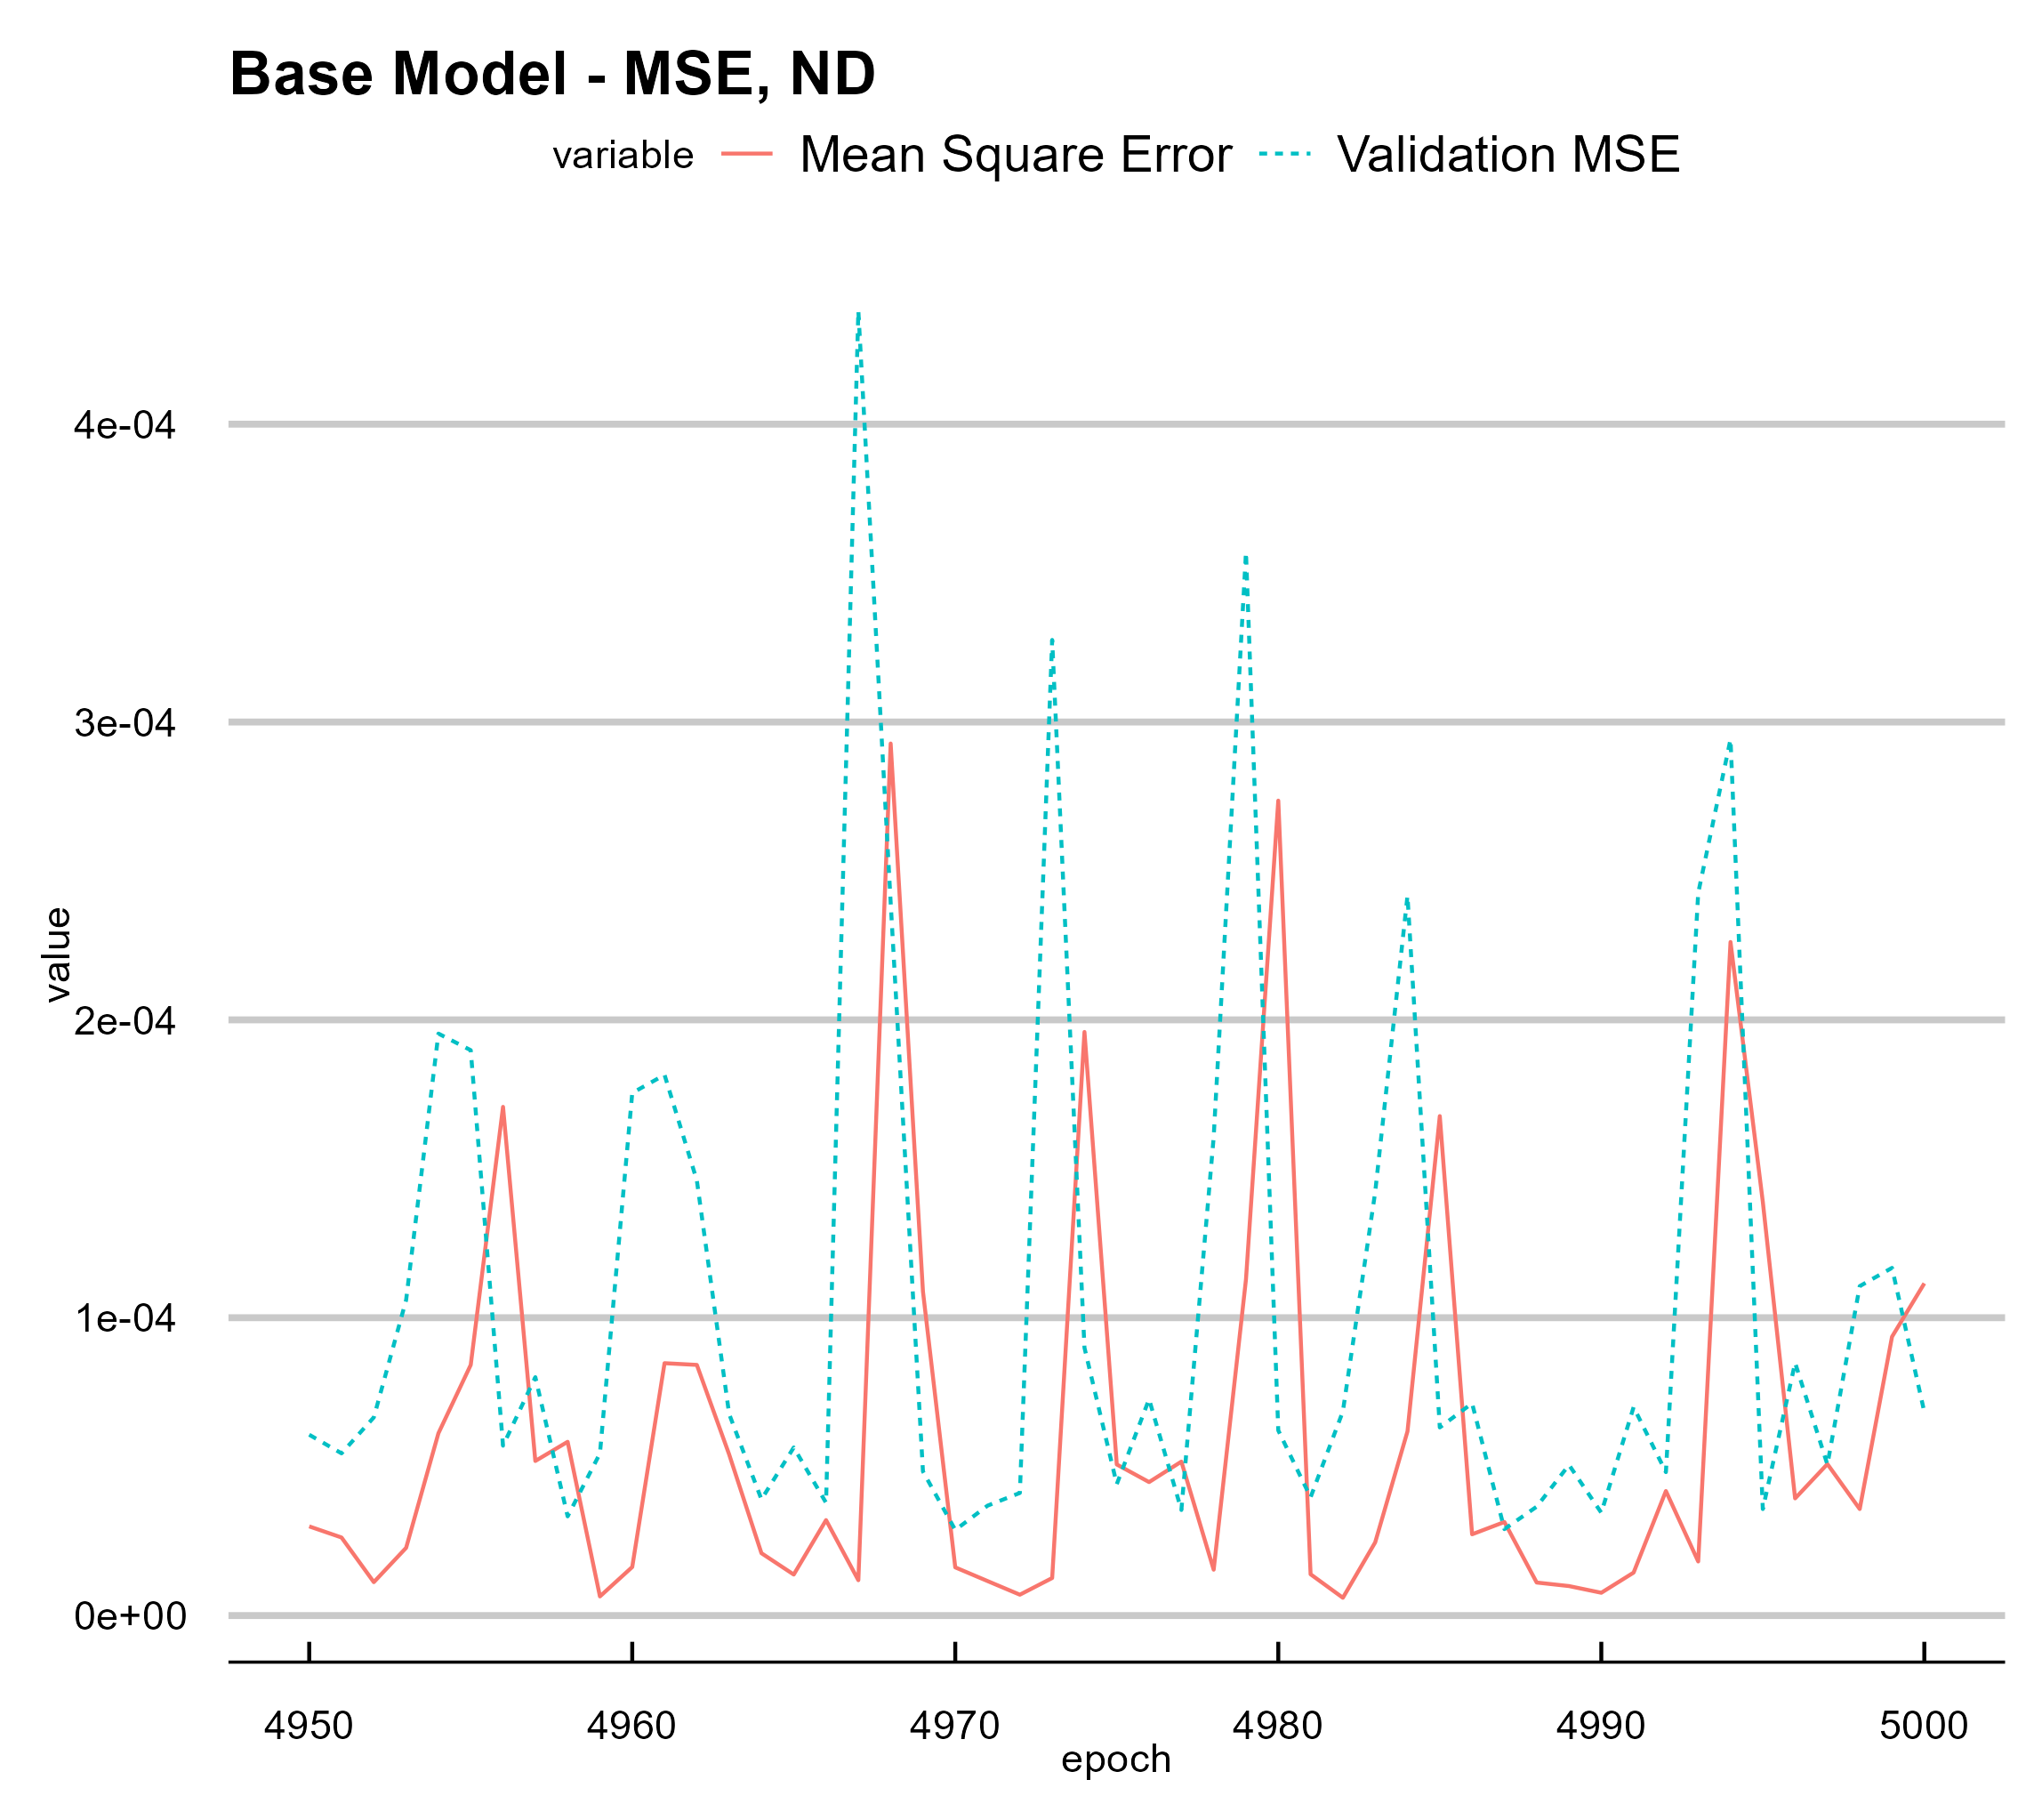 Base Model - MSE, ND
variable Mean Square Error Validation MSE
4e-04
3e-04
2e-04
1e-04
0e+00
value
4950 4960 4970 4980 4990 5000
epoch